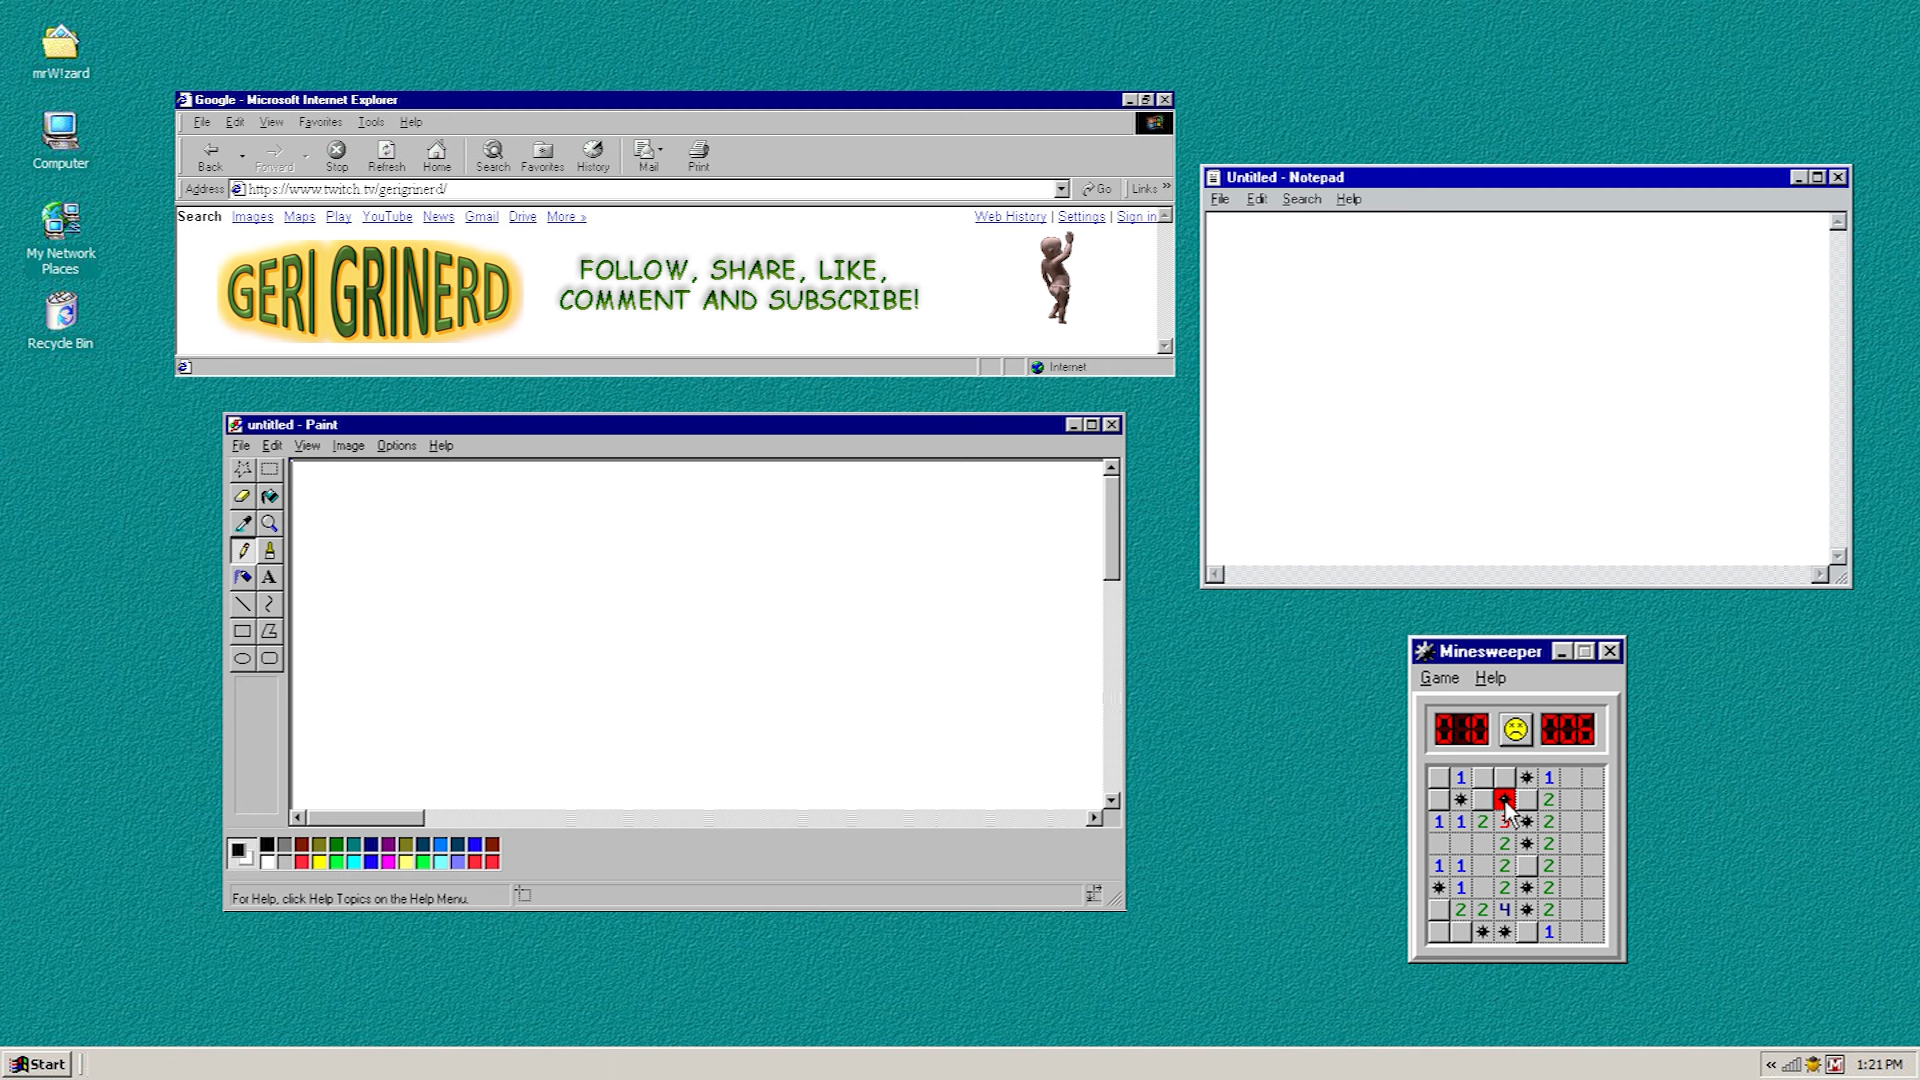 mrW!zard
Computer
My Network
Places
Recycle Bin
Google - Microsoft Internet Explorer
File Edit View Favorites Tools Help
Back Forward Stop Refresh Home Search Favorites History Mail Print
Address https://www.twitch.tv/gerigrinerd/ Go Links »
Search Images Maps Play YouTube News Gmail Drive More » Web History | Settings | Sign in
GERI GRINERD
FOLLOW, SHARE, LIKE,
COMMENT AND SUBSCRIBE!
Internet
untitled - Paint
File Edit View Image Options Help
A
For Help, click Help Topics on the Help Menu.
Untitled - Notepad
File Edit Search Help
Minesweeper
Game Help
010
1 1
2
1 1 2 3 2
2 2
1 1 2 2
1 2 2
2 2 4 2
1
Start
« 1:21 PM